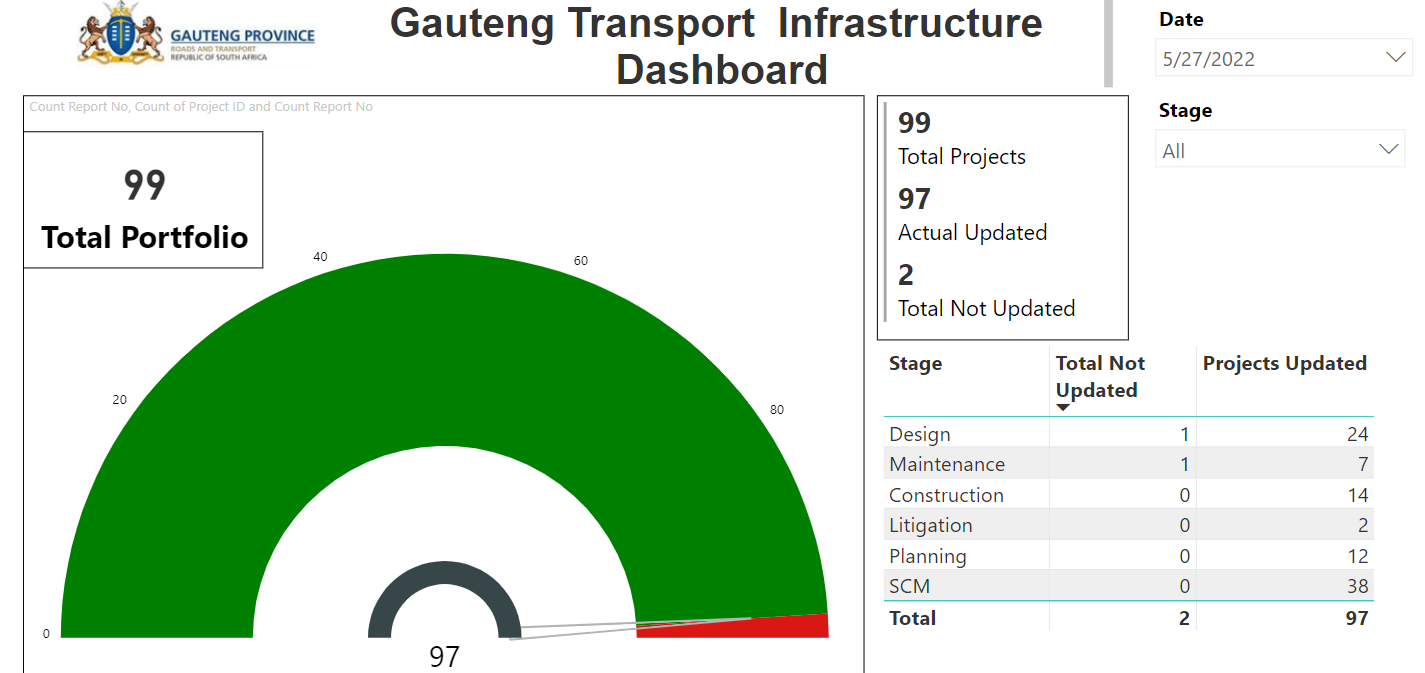 GAUTENG PROVINCE
ROADS AND TRANSPORT
REPUBLIC OF SOUTH AFRICA
Gauteng Transport Infrastructure
Dashboard
Date
5/27/2022
Stage
All
Count Report No, Count of Project ID and Count Report No
99
Total Portfolio
0
20
40
60
80
97
99
Total Projects
97
Actual Updated
2
Total Not Updated
Stage Total Not Updated Projects Updated
Design 1 24
Maintenance 1 7
Construction 0 14
Litigation 0 2
Planning 0 12
SCM 0 38
Total 2 97